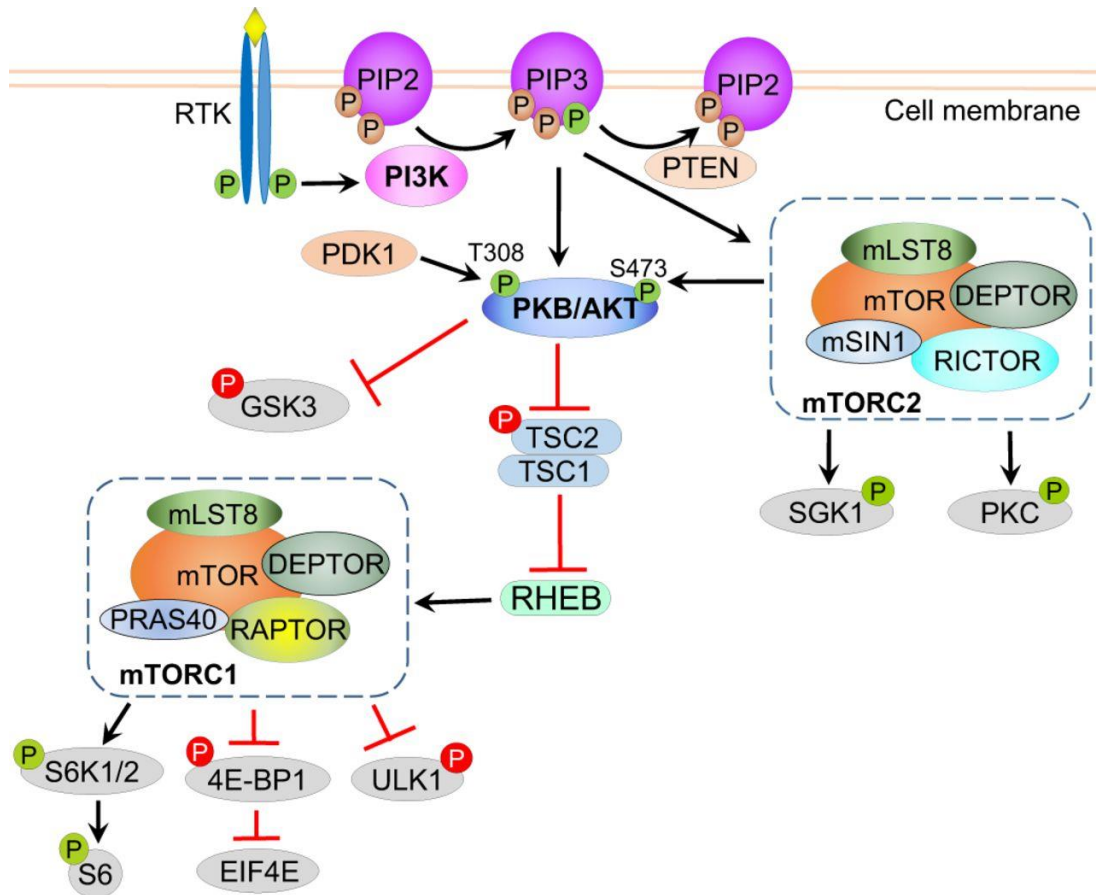 PIP2
P
P
PIP3
P
P
P
PIP2
P
P
RTK
Cell membrane
P
P
PI3K
PTEN
PDK1
T308
P
S473
P
PKB/AKT
mLST8
mTOR
DEPTOR
mSIN1
RICTOR
mTORC2
P
GSK3
P
TSC2
TSC1
SGK1
P
PKC
P
mLST8
mTOR
DEPTOR
PRAS40
RAPTOR
mTORC1
RHEB
P
S6K1/2
P
4E-BP1
ULK1
P
P
S6
EIF4E